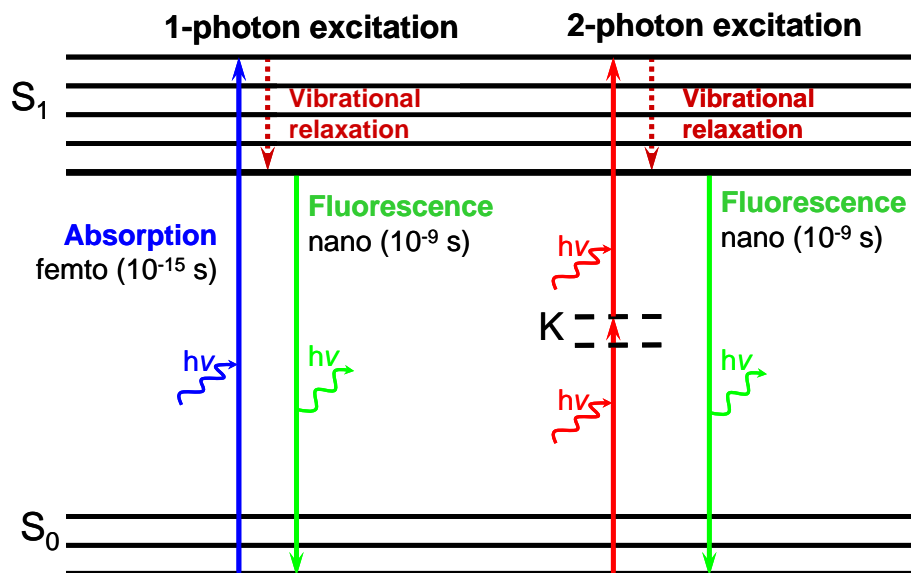 1-photon excitation
2-photon excitation
S₁
Vibrational
relaxation
Vibrational
relaxation
Fluorescence
nano (10⁻⁹ s)
Fluorescence
nano (10⁻⁹ s)
Absorption
femto (10⁻¹⁵ s)
hν
K
hν
hν
hν
hν
S₀